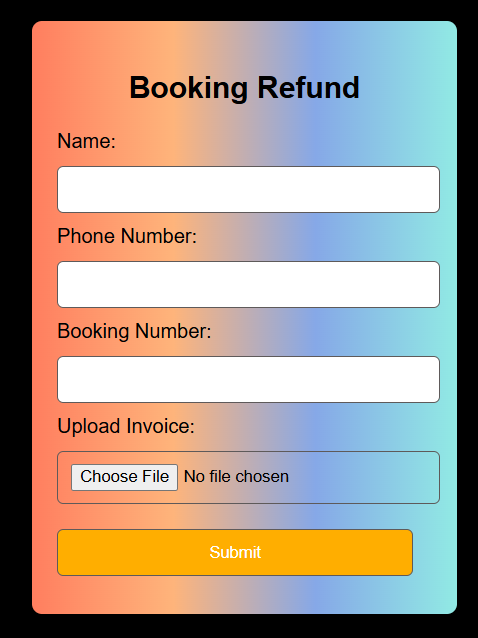 Booking Refund
Name:
Phone Number:
Booking Number:
Upload Invoice:
Choose File No file chosen
Submit